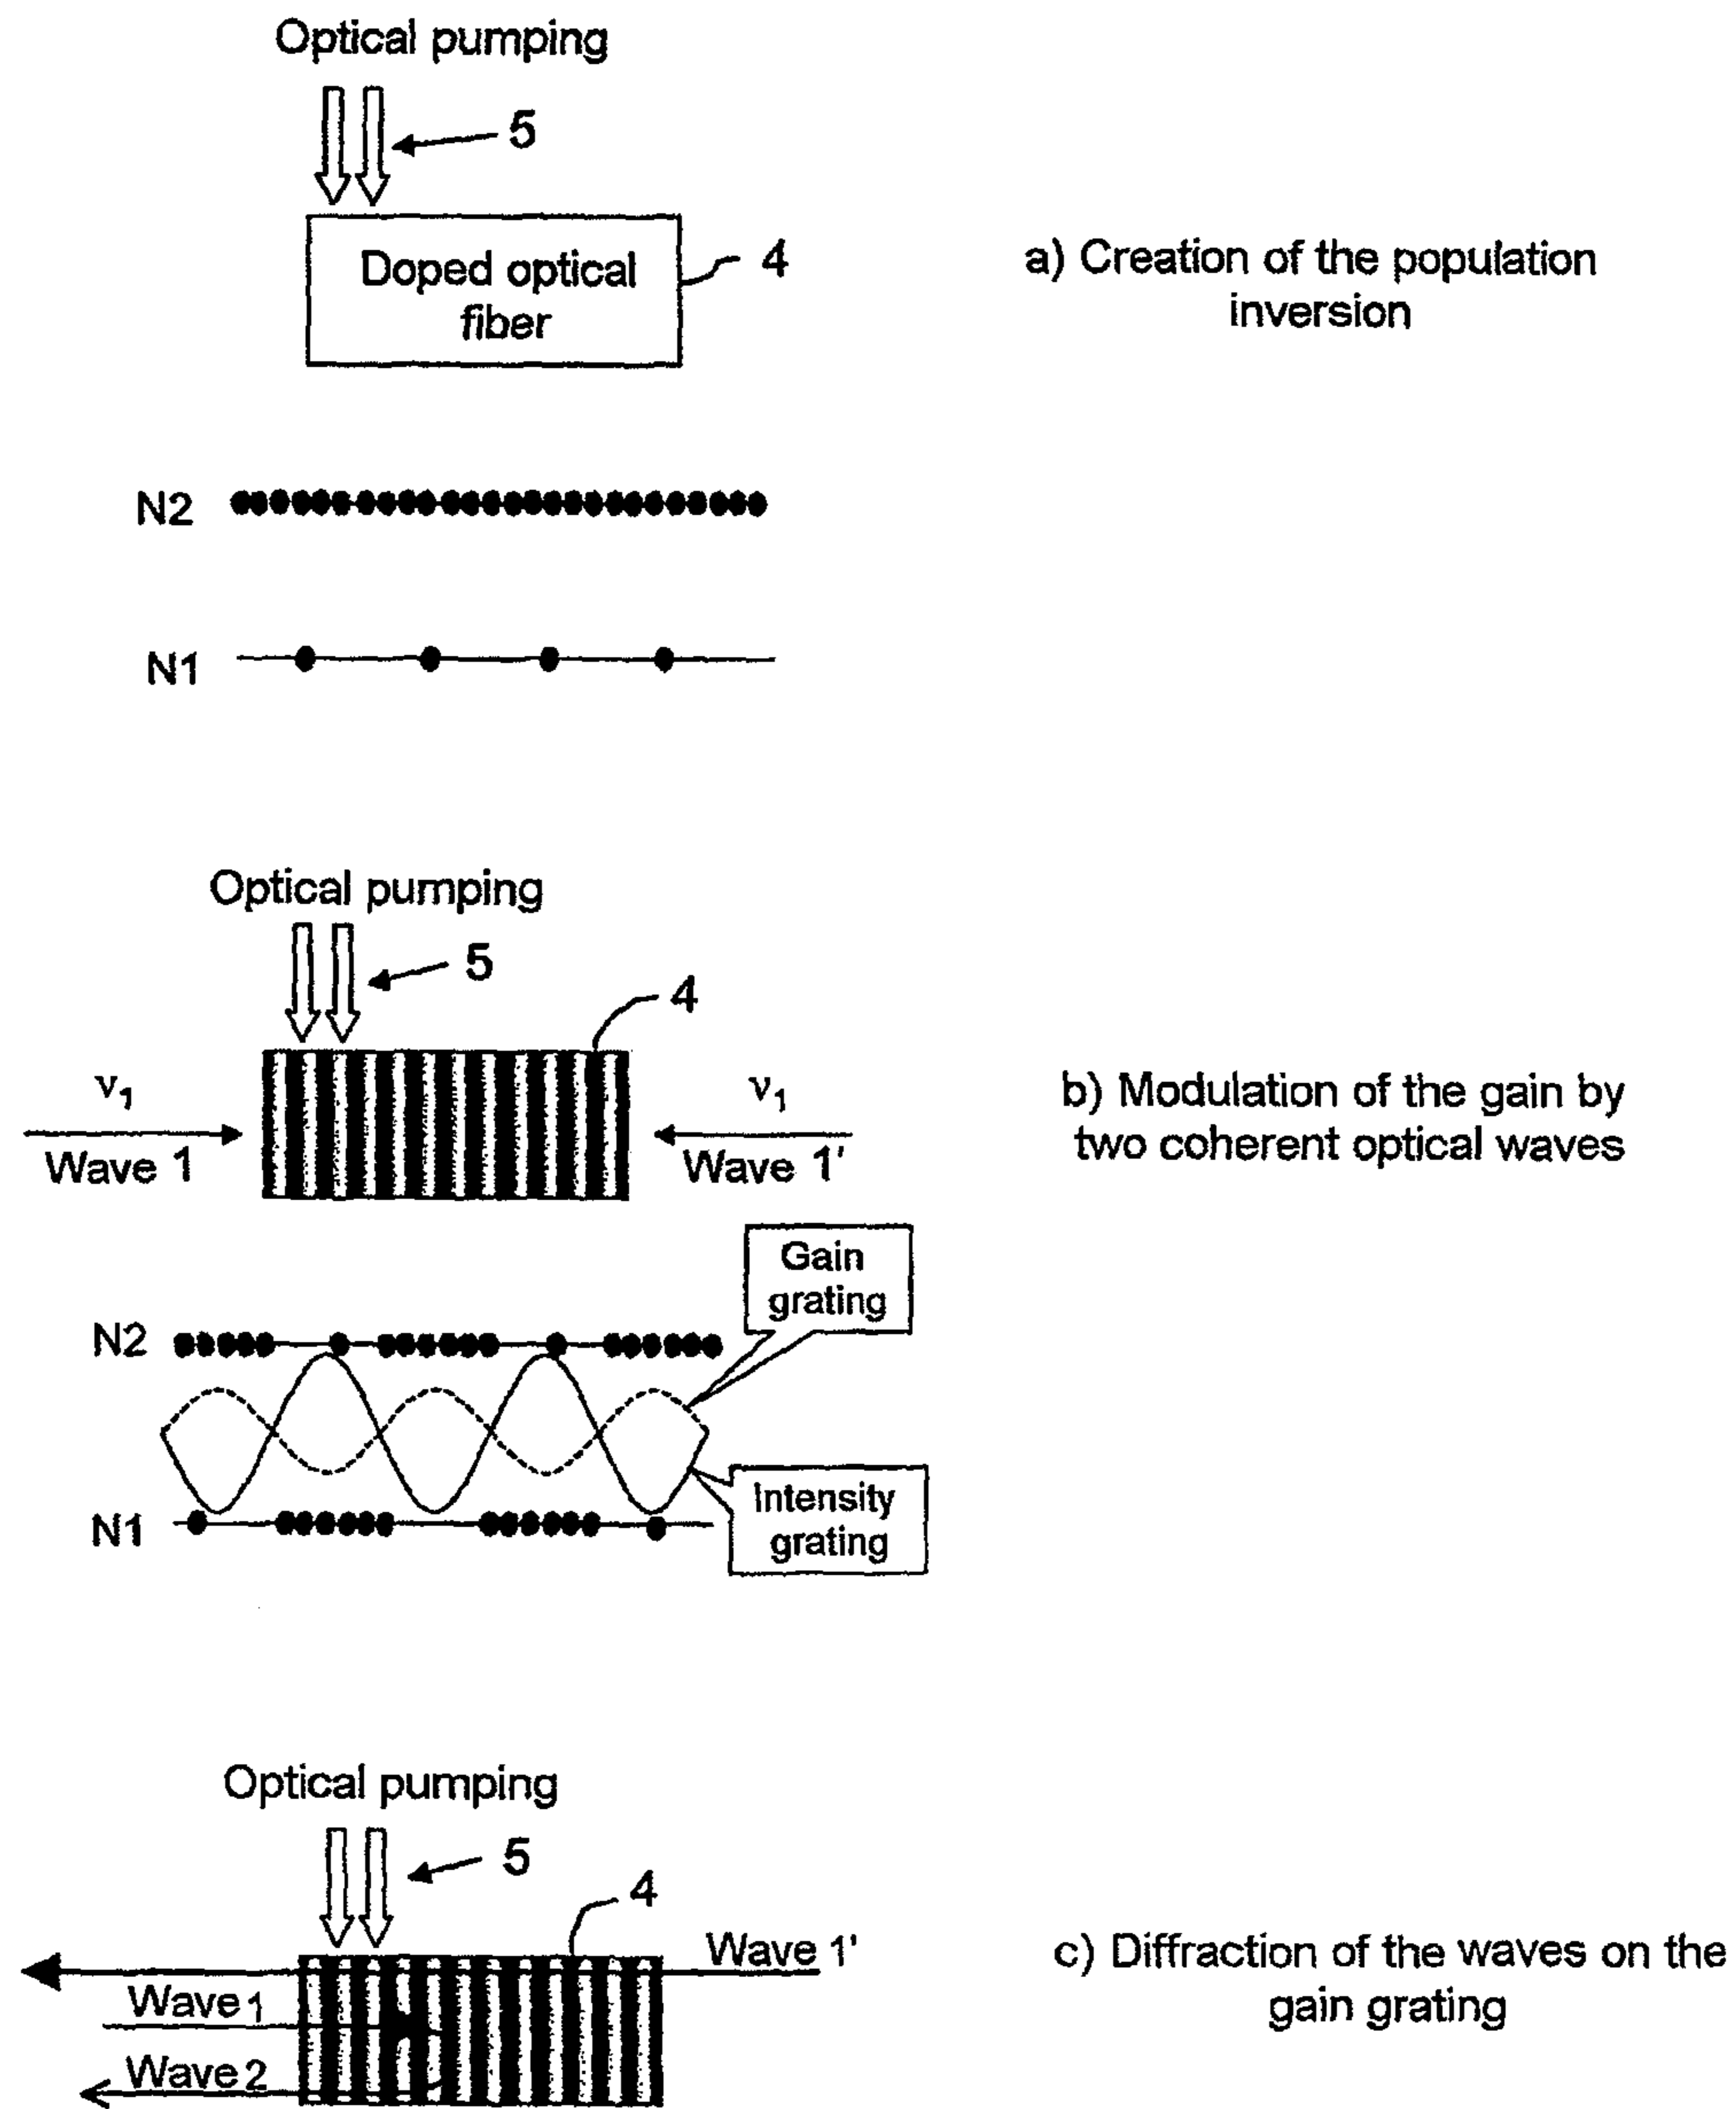 Optical pumping
5
Doped optical
fiber
4
a) Creation of the population
inversion
N2
N1
Optical pumping
5
4
ν1
Wave 1
ν1
Wave 1'
b) Modulation of the gain by
two coherent optical waves
Gain
grating
N2
Intensity
grating
N1
Optical pumping
5
4
Wave 1'
Wave 1
Wave 2
c) Diffraction of the waves on the
gain grating